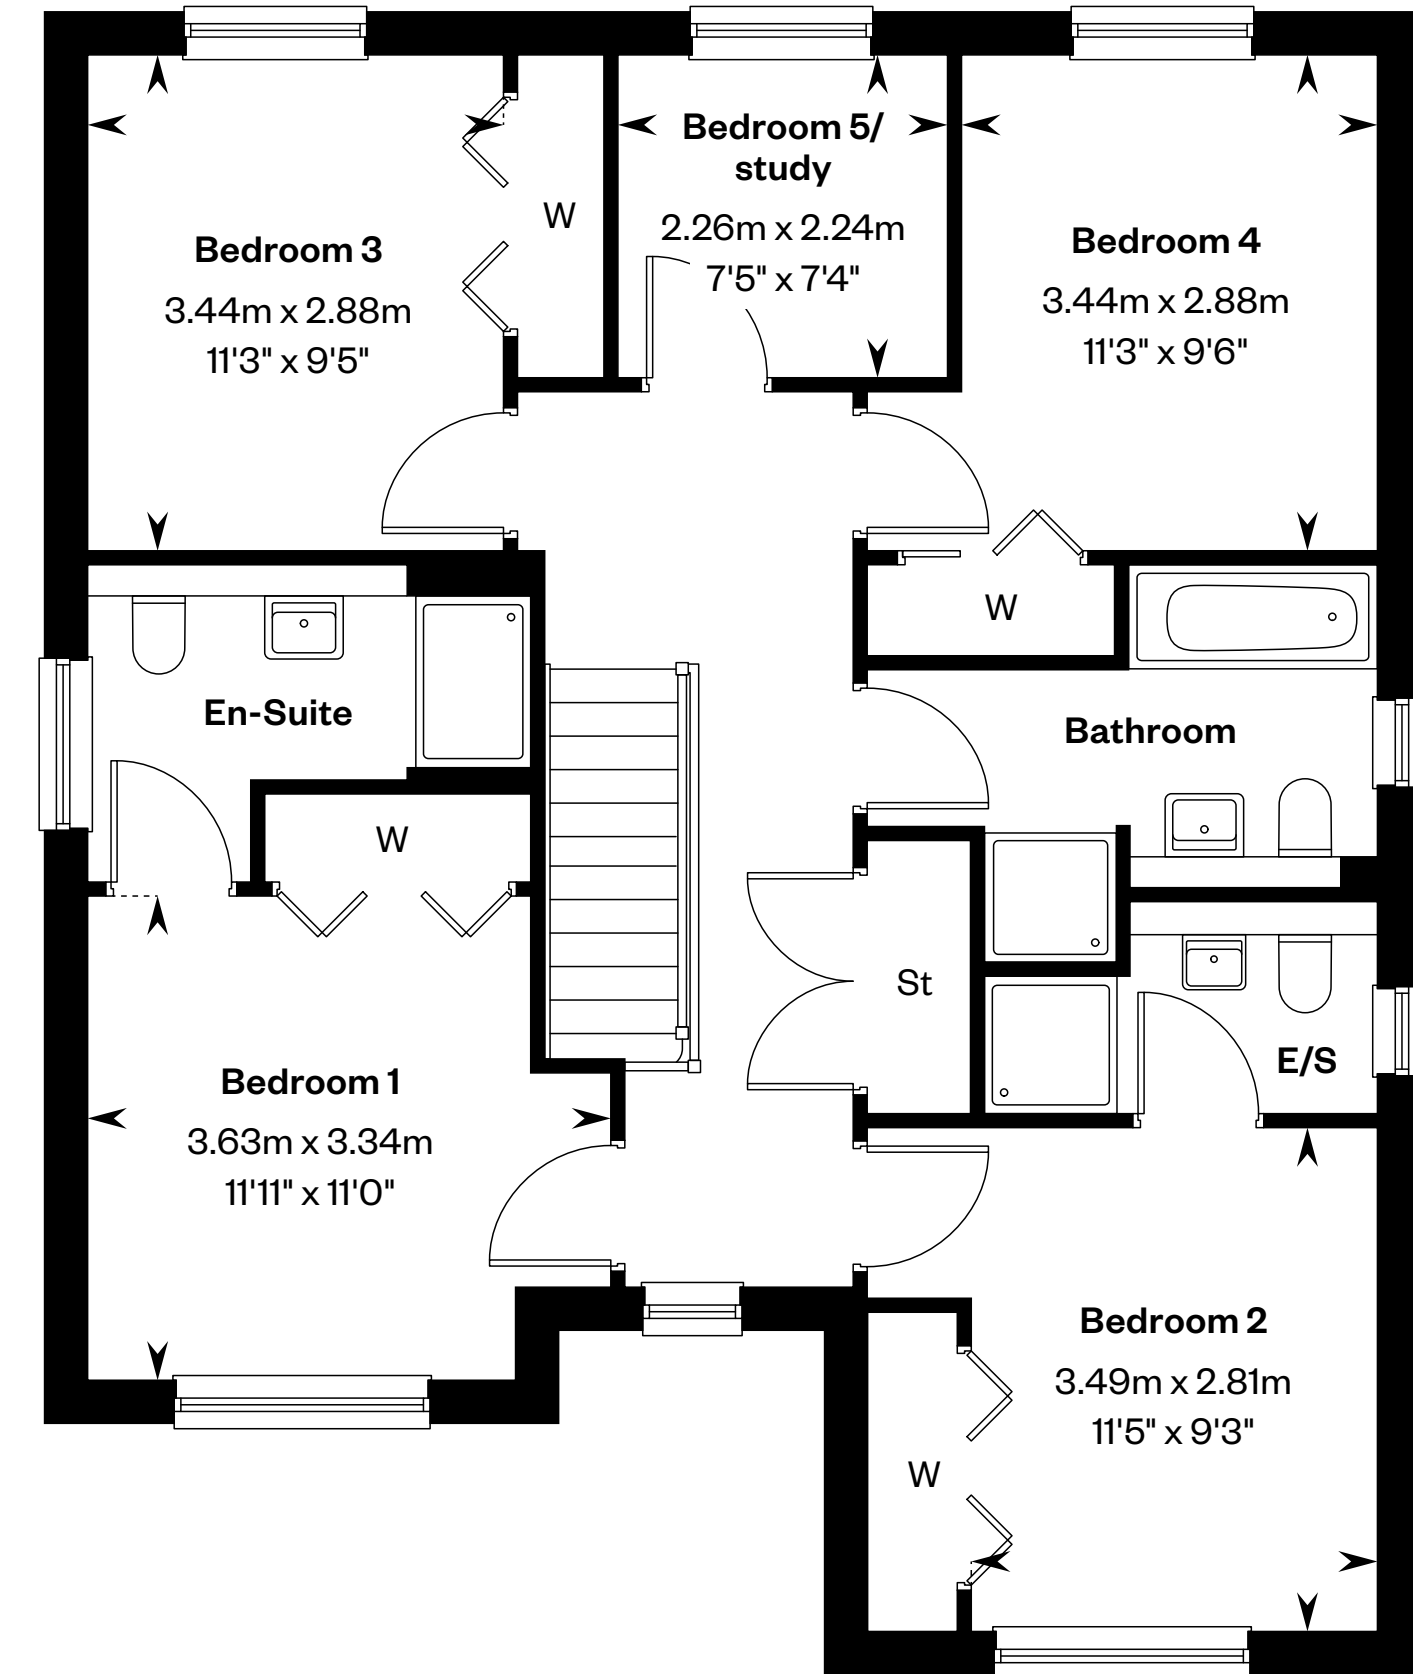 Bedroom 3
3.44m x 2.88m
11'3" x 9'5"
W
Bedroom 5/
study
2.26m x 2.24m
7'5" x 7'4"
Bedroom 4
3.44m x 2.88m
11'3" x 9'6"
W
En-Suite
Bathroom
W
St
E/S
Bedroom 1
3.63m x 3.34m
11'11" x 11'0"
Bedroom 2
3.49m x 2.81m
11'5" x 9'3"
W